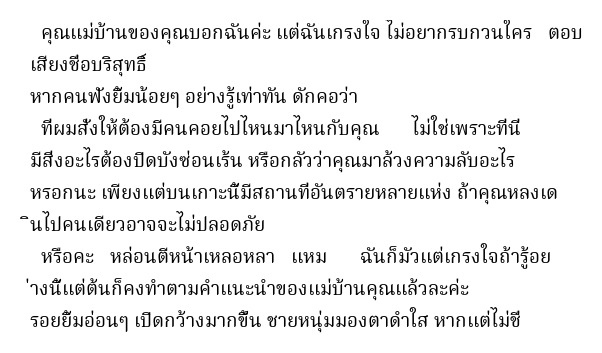 คุณแม่บ้านของคุณบอกฉันค่ะ แต่ฉันเกรงใจ ไม่อยากรบกวนใคร ตอบ
เสียงซื่อบริสุทธิ์
หากคนฟังยิ้มน้อยๆ อย่างรู้เท่าทัน ดักคอว่า
ที่ผมสั่งให้ต้องมีคนคอยไปไหนมาไหนกับคุณ ไม่ใช่เพราะที่นี่
มีสิ่งอะไรต้องปิดบังซ่อนเร้น หรือกลัวว่าคุณมาล้วงความลับอะไร
หรอกนะ เพียงแต่บนเกาะนี้มีสถานที่อันตรายหลายแห่ง ถ้าคุณหลงเด
ินไปคนเดียวอาจจะไม่ปลอดภัย
หรือคะ หล่อนตีหน้าเหลอหลา แหม ฉันก็มัวแต่เกรงใจถ้ารู้อย
่างนี้แต่ต้นก็คงทำตามคำแนะนำของแม่บ้านคุณแล้วละค่ะ
รอยยิ้มอ่อนๆ เปิดกว้างมากขึ้น ชายหนุ่มมองตาดำใส หากแต่ไม่ซื่